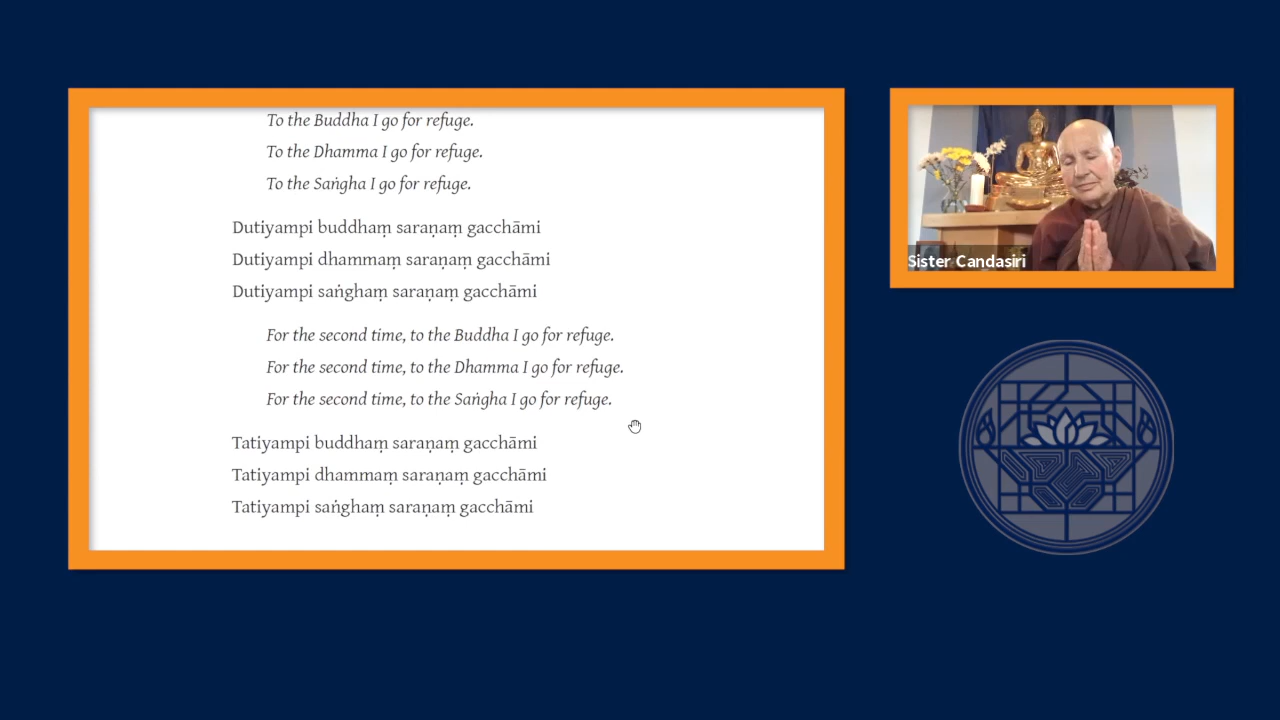 To the Buddha I go for refuge.
To the Dhamma I go for refuge.
To the Saṅgha I go for refuge.
Dutiyampi buddhaṃ saraṇaṃ gacchāmi
Dutiyampi dhammaṃ saraṇaṃ gacchāmi
Dutiyampi saṅghaṃ saraṇaṃ gacchāmi
For the second time, to the Buddha I go for refuge.
For the second time, to the Dhamma I go for refuge.
For the second time, to the Saṅgha I go for refuge.
Tatiyampi buddhaṃ saraṇaṃ gacchāmi
Tatiyampi dhammaṃ saraṇaṃ gacchāmi
Tatiyampi saṅghaṃ saraṇaṃ gacchāmi
Sister Candasiri